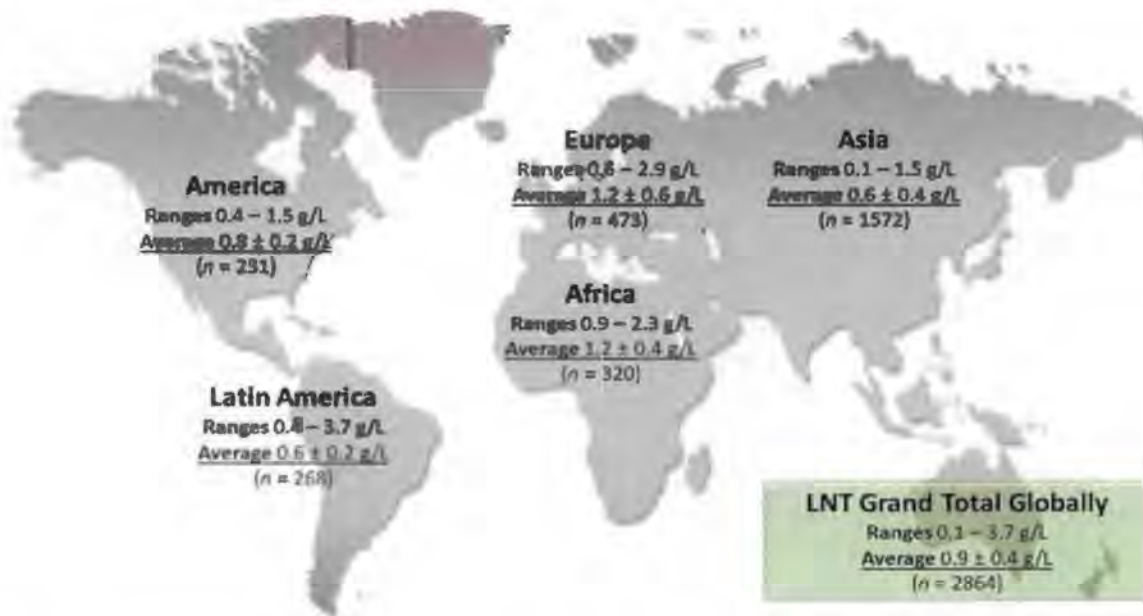 Europe
Ranges – 2.9 g/L
Average 1.2 ± 0.6 g/L
(n = 473)
Asia
Ranges 0.1 – 1.5 g/L
Average 0.6 ± 0.4 g/L
(n = 1572)
America
Ranges 0.4 – 1.5 g/L
Average 0.8 ± 0.2 g/L
(n = 231)
Africa
Ranges 0.9 – 2.3 g/L
Average 1.2 ± 0.4 g/L
(n = 320)
Latin America
Ranges – 3.7 g/L
Average 0.6 ± 0.2 g/L
(n = 268)
LNT Grand Total Globally
Ranges 0.1 – 3.7 g/L
Average 0.9 ± 0.4 g/L
(n = 2864)